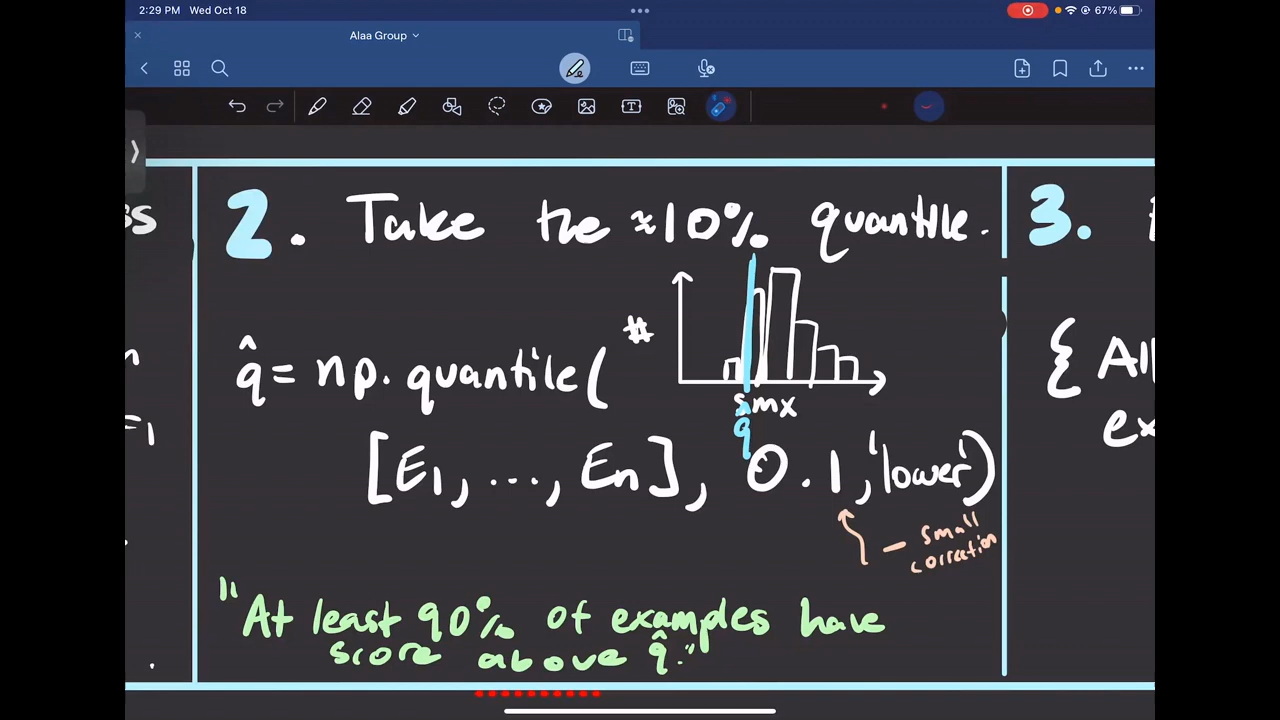 2:29 PM Wed Oct 18
67%
Alaa Group
2. Take the ≈10% quantile.
3.
#
smx
q̂
q̂ = np.quantile(
[E1, ..., En], 0.1, 'lower')
- small
correction
{ All
ex
"At least 90% of examples have
score above q̂."